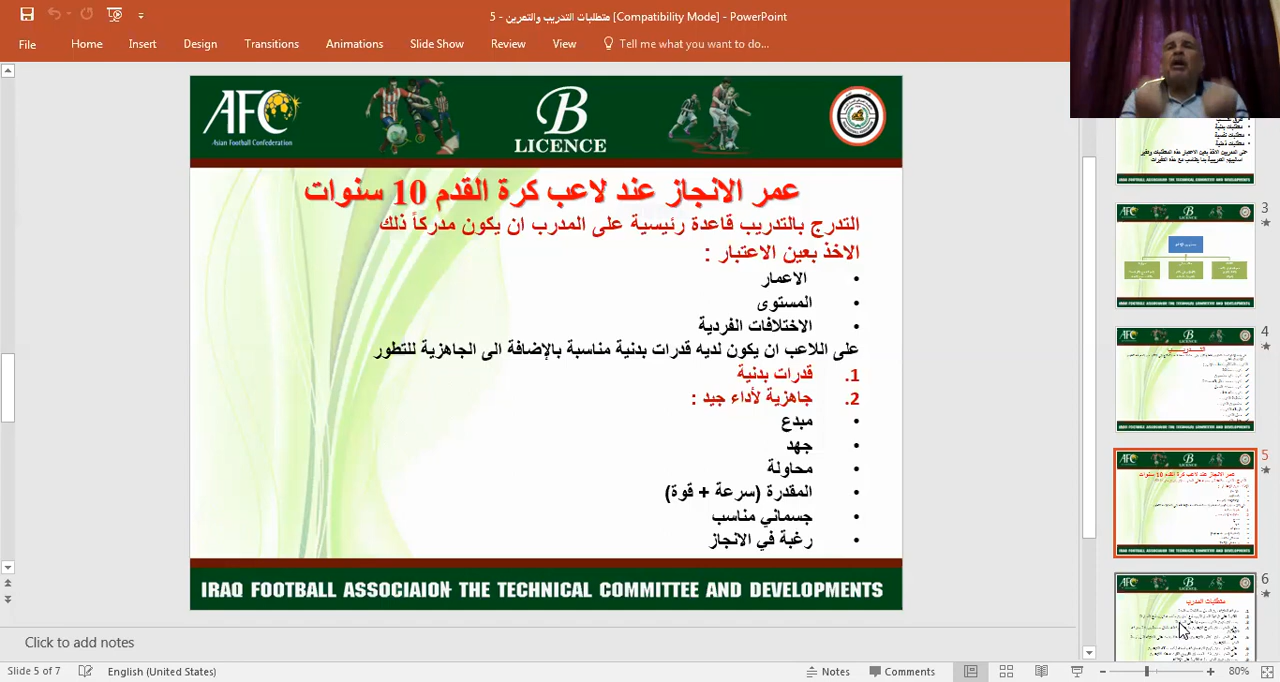 5 - متطلبات التدريب والتمرين [Compatibility Mode] - PowerPoint
File Home Insert Design Transitions Animations Slide Show Review View Tell me what you want to do...
AFC
Asian Football Confederation
B
LICENCE
عمر الانجاز عند لاعب كرة القدم 10 سنوات
التدرج بالتدريب قاعدة رئيسية على المدرب ان يكون مدركاً ذلك
الاخذ بعين الاعتبار :
• الاعمار
• المستوى
• الاختلافات الفردية
على اللاعب ان يكون لديه قدرات بدنية مناسبة بالإضافة الى الجاهزية للتطور
1. قدرات بدنية
2. جاهزية لأداء جيد :
• مبدع
• جهد
• محاولة
• المقدرة (سرعة + قوة)
• جسماني مناسب
• رغبة في الانجاز
IRAQ FOOTBALL ASSOCIAION THE TECHNICAL COMMITTEE AND DEVELOPMENTS
3
4
5
6
متطلبات المدرب
Click to add notes
Slide 5 of 7 English (United States) Notes Comments 80%